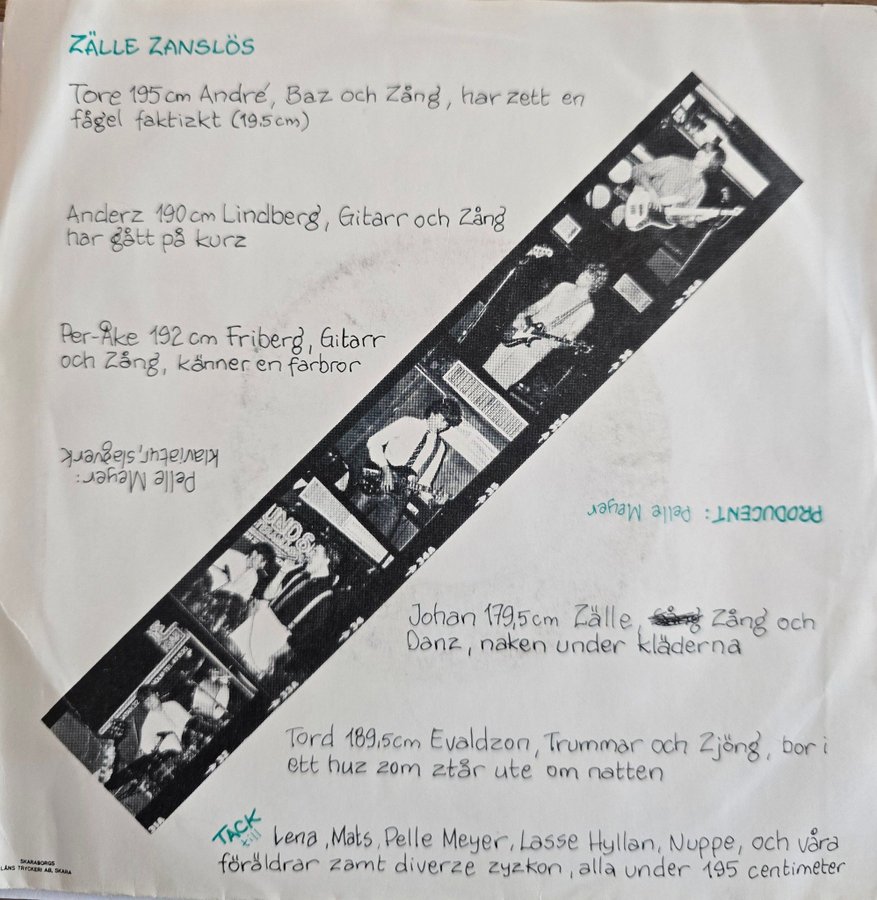 ZÄLLE ZANSLÖS
Tore 195cm André, Baz och Zång, har zett en
fågel faktizkt (19.5cm)
Anderz 190cm Lindberg, Gitarr och Zång
har gått på kurz
Per-Åke 192 cm Friberg, Gitarr
och Zång, känner en farbror
Pelle Meyer:
klaviatur, slagverk
PRODUCENT: Pelle Meyer
Johan 179,5cm Zälle, Zång och
Danz, naken under kläderna
Tord 189,5cm Evaldzon, Trummar och Zjöng, bor i
ett huz zom ztår ute om natten
TACK
till
Lena, Mats, Pelle Meyer, Lasse Hyllan, Nuppe, och våra
föräldrar zamt diverze zyzkon, alla under 195 centimeter
SKARABORGS
LÄNS TRYCKERI AB, SKARA